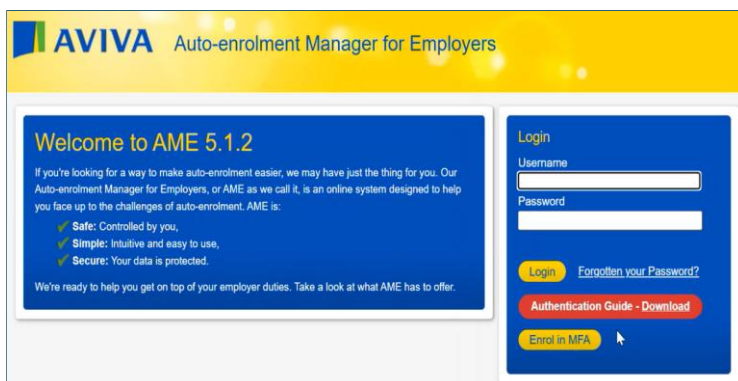 AVIVA Auto-enrolment Manager for Employers
Welcome to AME 5.1.2
If you're looking for a way to make auto-enrolment easier, we may have just the thing for you. Our
Auto-enrolment Manager for Employers, or AME as we call it, is an online system designed to help
you face up to the challenges of auto-enrolment. AME is:
Safe: Controlled by you,
Simple: Intuitive and easy to use,
Secure: Your data is protected.
We're ready to help you get on top of your employer duties. Take a look at what AME has to offer.
Login
Username
Password
Login Forgotten your Password?
Authentication Guide - Download
Enrol in MFA